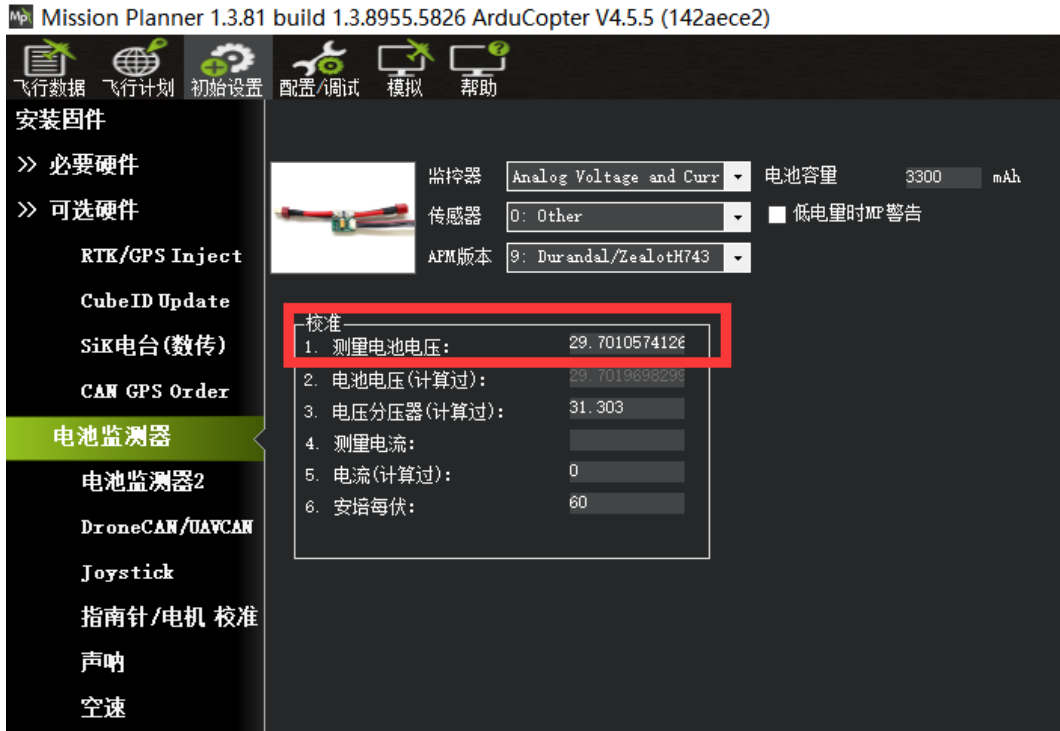 Mission Planner 1.3.81 build 1.3.8955.5826 ArduCopter V4.5.5 (142aece2)
飞行数据 飞行计划 初始设置 配置/调试 模拟 帮助
安装固件
>> 必要硬件
>> 可选硬件
RTK/GPS Inject
CubeID Update
SiK电台(数传)
CAN GPS Order
电池监测器
电池监测器2
DroneCAN/UAVCAN
Joystick
指南针/电机 校准
声呐
空速
监控器 Analog Voltage and Curr 电池容量 3300 mAh
传感器 0: Other 低电量时MP警告
APM版本 9: Durandal/ZealotH743
校准
1. 测量电池电压: 29.7010574126
2. 电池电压(计算过): 29.7019698299
3. 电压分压器(计算过): 31.303
4. 测量电流:
5. 电流(计算过): 0
6. 安培每伏: 60